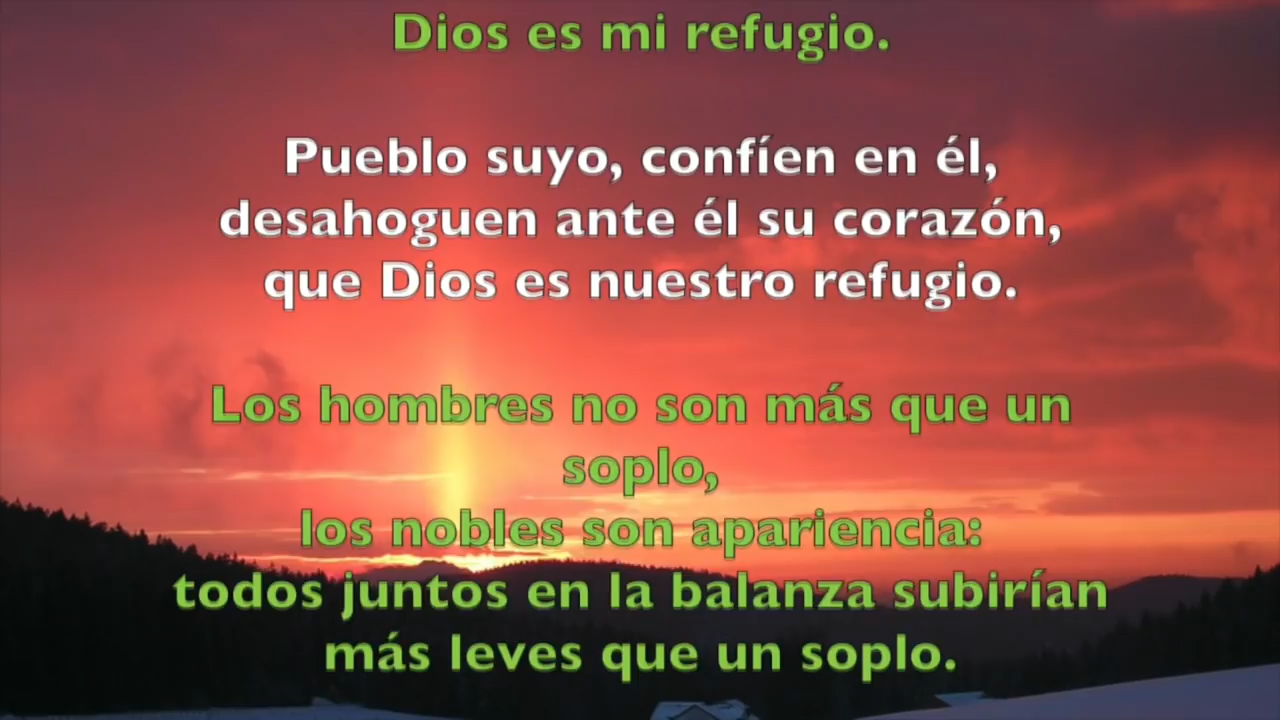 Dios es mi refugio.
Pueblo suyo, confíen en él,
desahoguen ante él su corazón,
que Dios es nuestro refugio.
Los hombres no son más que un
soplo,
los nobles son apariencia:
todos juntos en la balanza subirían
más leves que un soplo.